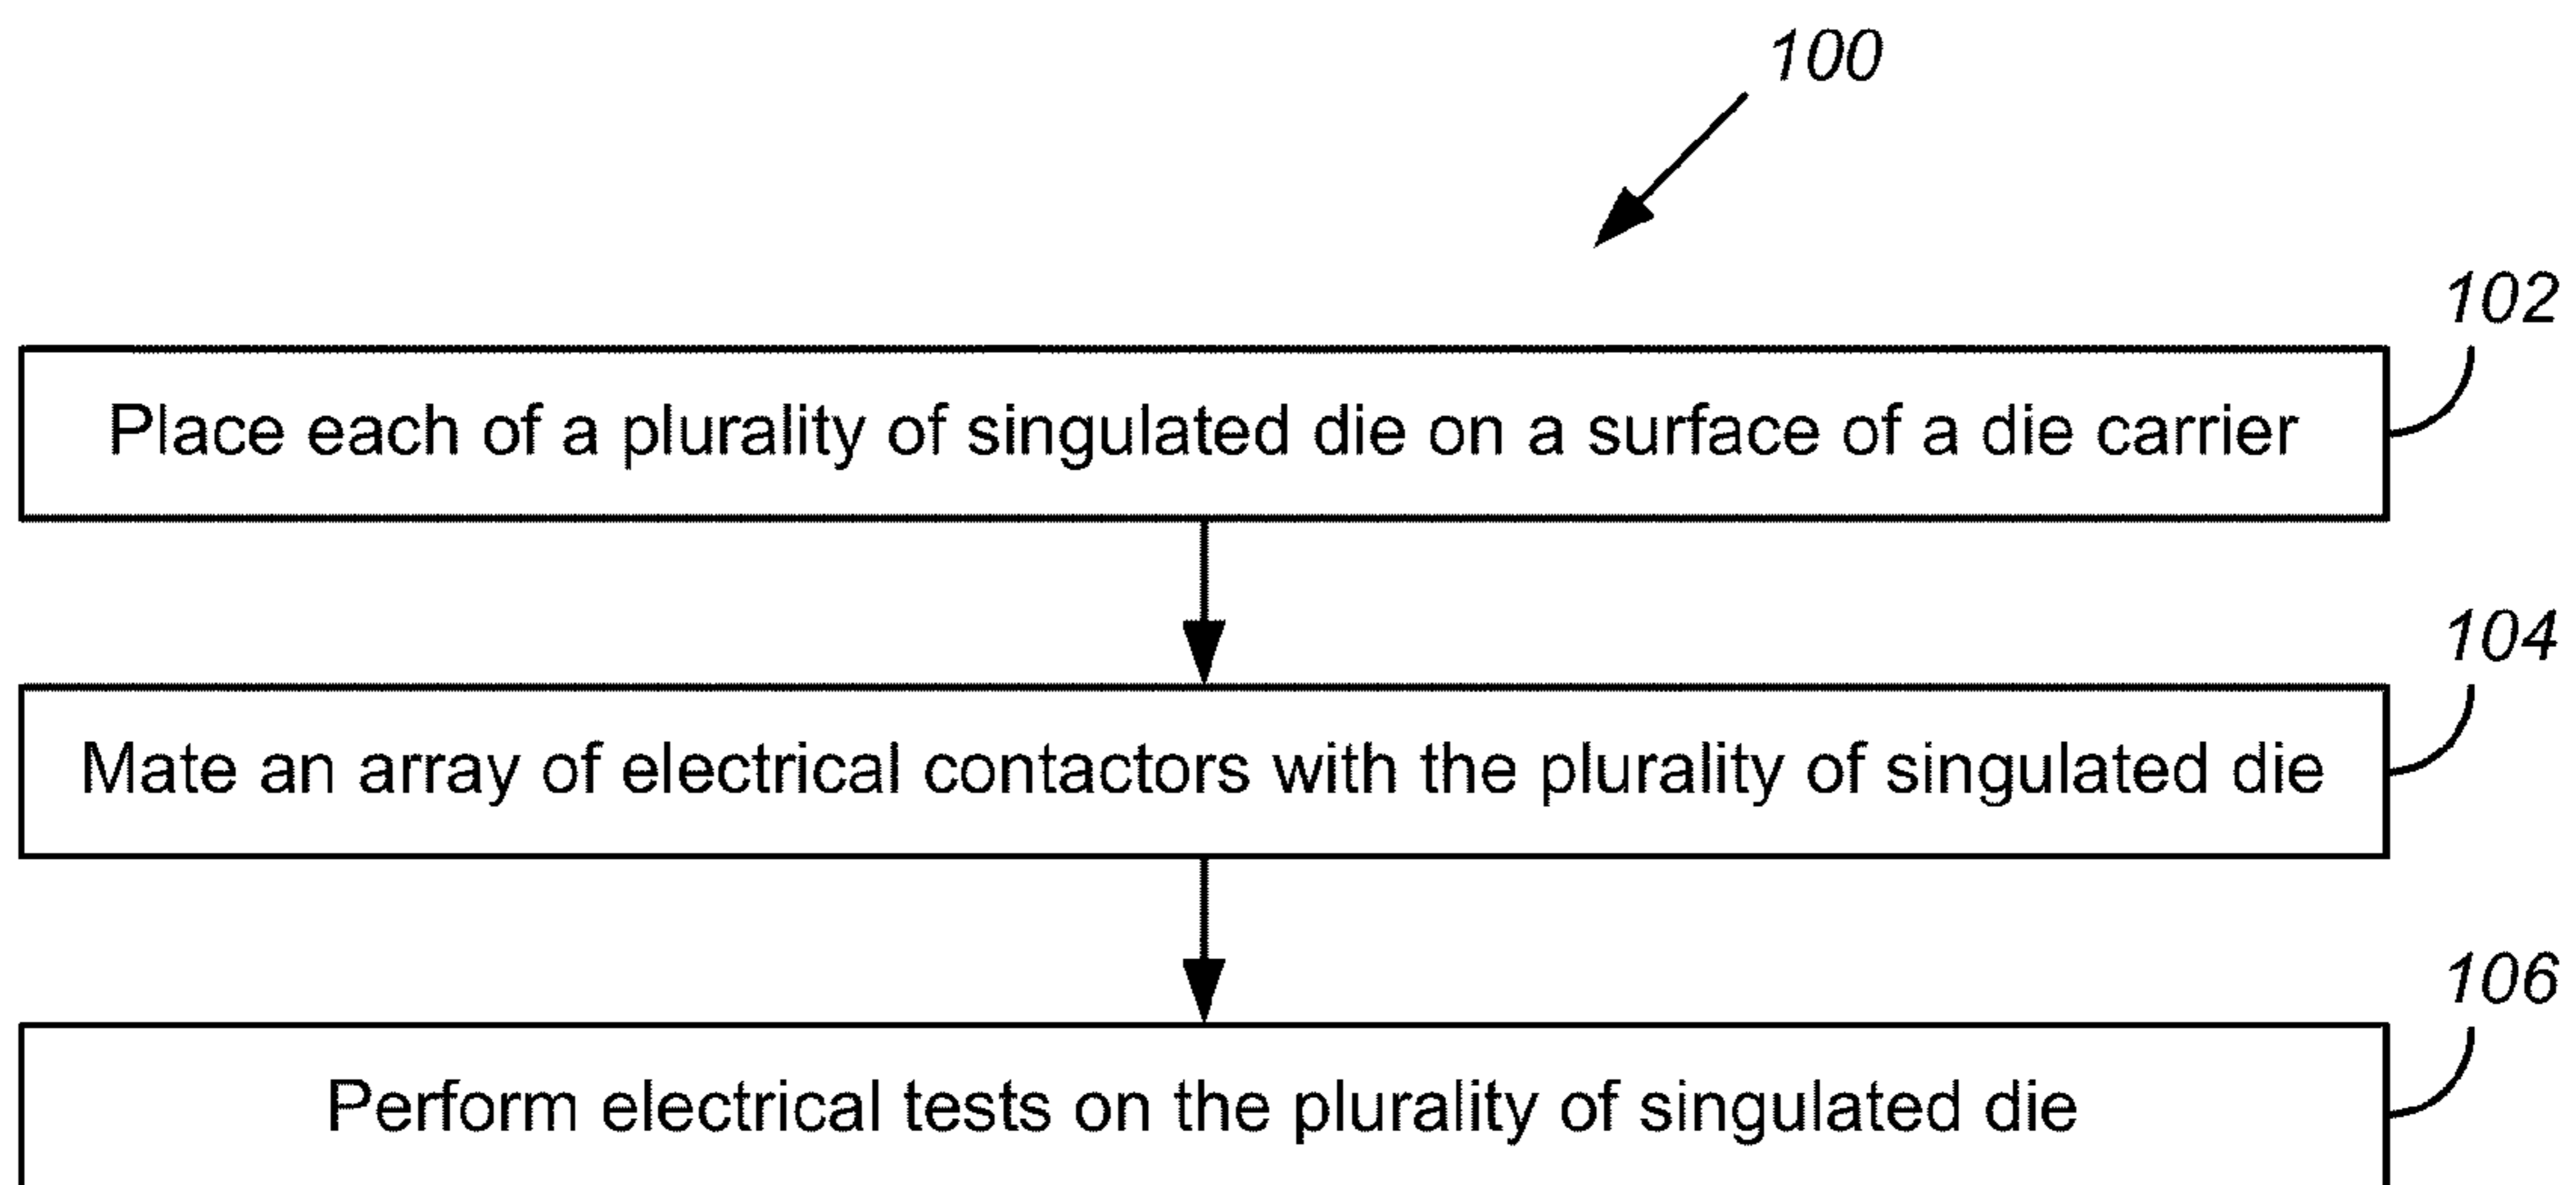 100
102
Place each of a plurality of singulated die on a surface of a die carrier
104
Mate an array of electrical contactors with the plurality of singulated die
106
Perform electrical tests on the plurality of singulated die